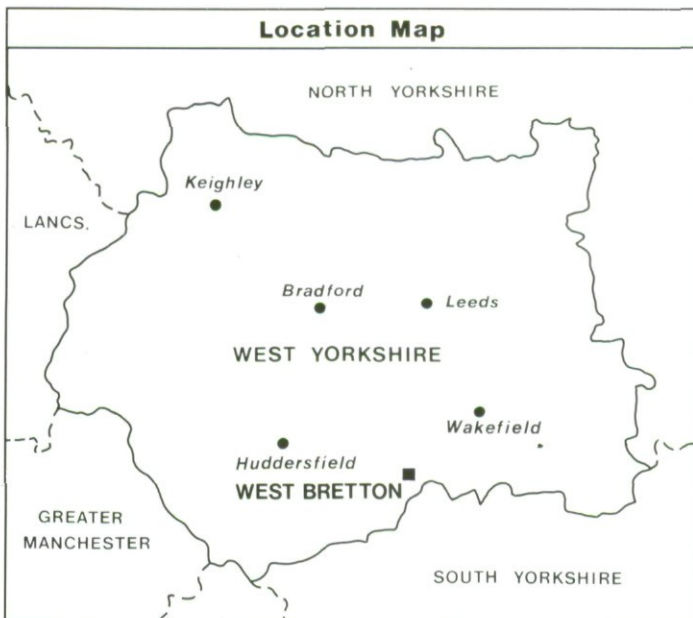 Location Map
NORTH YORKSHIRE
Keighley
LANCS.
Bradford
Leeds
WEST YORKSHIRE
Wakefield
Huddersfield
WEST BRETTON
GREATER
MANCHESTER
SOUTH YORKSHIRE